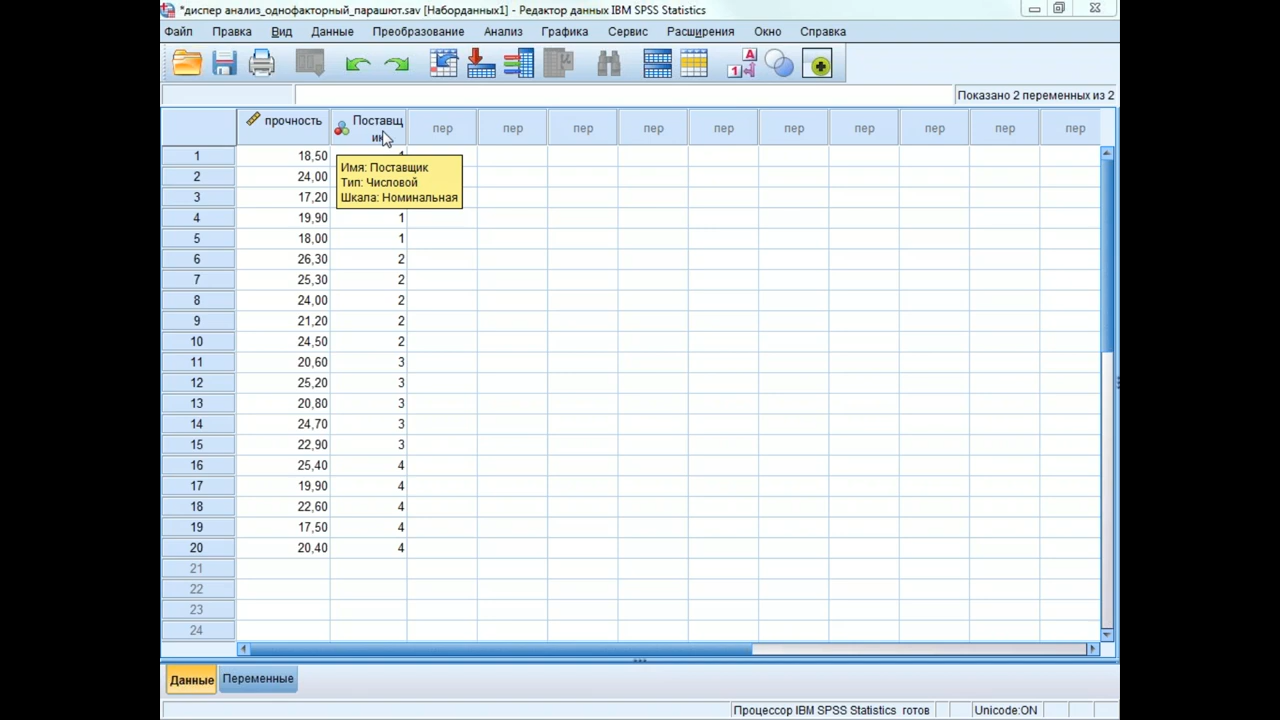 *диспер анализ_однофакторный_парашют.sav [Наборданных1] - Редактор данных IBM SPSS Statistics
Файл Правка Вид Данные Преобразование Анализ Графика Сервис Расширения Окно Справка
Показано 2 переменных из 2
прочность Поставщ
ик
пер пер пер пер пер пер пер пер пер пер
1 18,50
2 24,00
3 17,20
Имя: Поставщик
Тип: Числовой
Шкала: Номинальная
4 19,90 1
5 18,00 1
6 26,30 2
7 25,30 2
8 24,00 2
9 21,20 2
10 24,50 2
11 20,60 3
12 25,20 3
13 20,80 3
14 24,70 3
15 22,90 3
16 25,40 4
17 19,90 4
18 22,60 4
19 17,50 4
20 20,40 4
21
22
23
24
Данные Переменные
Процессор IBM SPSS Statistics готов Unicode:ON